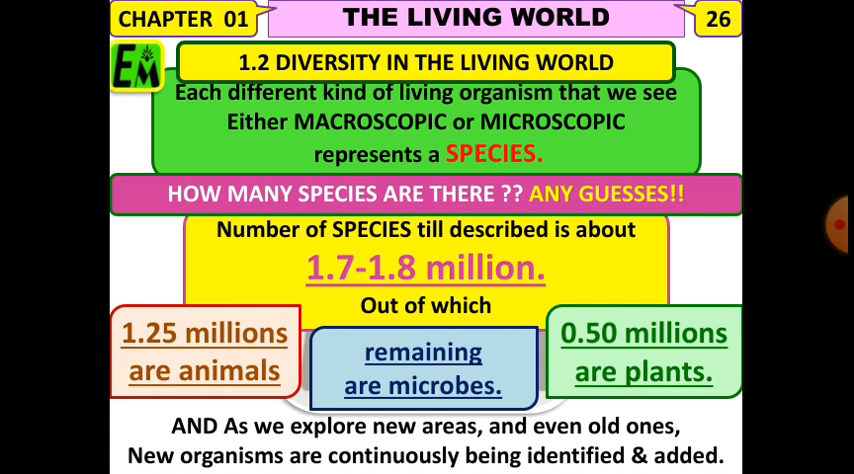 CHAPTER 01
THE LIVING WORLD
26
EM
1.2 DIVERSITY IN THE LIVING WORLD
Each different kind of living organism that we see
Either MACROSCOPIC or MICROSCOPIC
represents a SPECIES.
HOW MANY SPECIES ARE THERE ?? ANY GUESSES!!
Number of SPECIES till described is about
1.7-1.8 million.
Out of which
1.25 millions
are animals
remaining
are microbes.
0.50 millions
are plants.
AND As we explore new areas, and even old ones,
New organisms are continuously being identified & added.